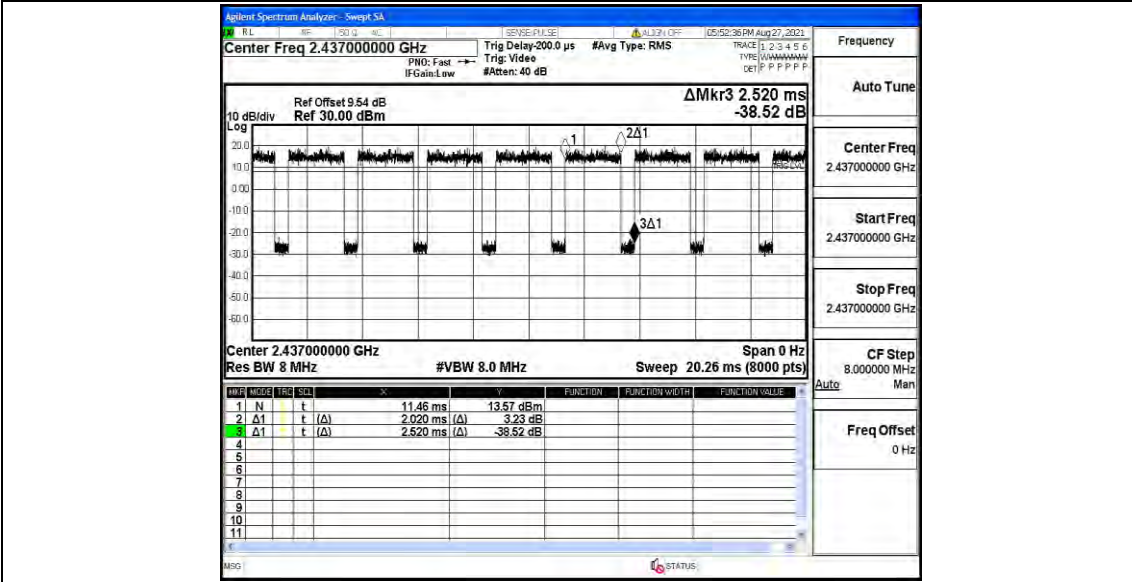 Agilent Spectrum Analyzer - Swept SA
RL RF 50 Ω AC SENSE:PULSE ALIGN OFF 05:52:36 PM Aug 27, 2021
Center Freq 2.437000000 GHz
PNO: Fast
IFGain:Low
Trig Delay-200.0 µs
Trig: Video
#Atten: 40 dB
#Avg Type: RMS
TRACE 1 2 3 4 5 6
TYPE WWWWWW
DET P P P P P P
Ref Offset 9.54 dB
10 dB/div Ref 30.00 dBm
Log
ΔMkr3 2.520 ms
-38.52 dB
20.0
10.0
0.00
-10.0
-20.0
-30.0
-40.0
-50.0
-60.0
1
2Δ1
3Δ1
TRIG LVL
Center 2.437000000 GHz Span 0 Hz
Res BW 8 MHz #VBW 8.0 MHz Sweep 20.26 ms (8000 pts)
MKR MODE TRC SCL X Y FUNCTION FUNCTION WIDTH FUNCTION VALUE
1 N t 11.46 ms 13.57 dBm
2 Δ1 t (Δ) 2.020 ms (Δ) 3.23 dB
3 Δ1 t (Δ) 2.520 ms (Δ) -38.52 dB
4
5
6
7
8
9
10
11
MSG STATUS
Frequency
Auto Tune
Center Freq
2.437000000 GHz
Start Freq
2.437000000 GHz
Stop Freq
2.437000000 GHz
CF Step
8.000000 MHz
Auto Man
Freq Offset
0 Hz